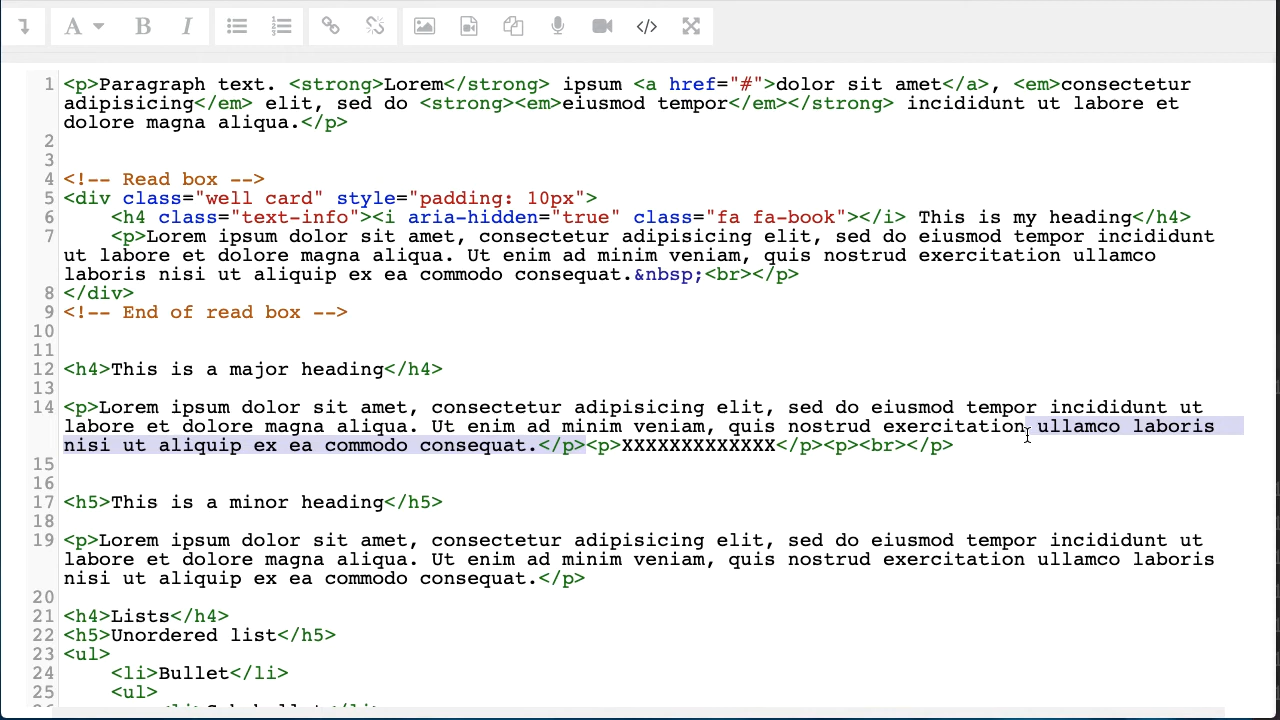 A B I </>
1 <p>Paragraph text. <strong>Lorem</strong> ipsum <a href="#">dolor sit amet</a>, <em>consectetur
adipisicing</em> elit, sed do <strong><em>eiusmod tempor</em></strong> incididunt ut labore et
dolore magna aliqua.</p>
2
3
4 <!-- Read box -->
5 <div class="well card" style="padding: 10px">
6     <h4 class="text-info"><i aria-hidden="true" class="fa fa-book"></i> This is my heading</h4>
7     <p>Lorem ipsum dolor sit amet, consectetur adipisicing elit, sed do eiusmod tempor incididunt
ut labore et dolore magna aliqua. Ut enim ad minim veniam, quis nostrud exercitation ullamco
laboris nisi ut aliquip ex ea commodo consequat.&nbsp;<br></p>
8 </div>
9 <!-- End of read box -->
10
11
12 <h4>This is a major heading</h4>
13
14 <p>Lorem ipsum dolor sit amet, consectetur adipisicing elit, sed do eiusmod tempor incididunt ut
labore et dolore magna aliqua. Ut enim ad minim veniam, quis nostrud exercitation ullamco laboris
nisi ut aliquip ex ea commodo consequat.</p><p>XXXXXXXXXXXXX</p><p><br></p>
15
16
17 <h5>This is a minor heading</h5>
18
19 <p>Lorem ipsum dolor sit amet, consectetur adipisicing elit, sed do eiusmod tempor incididunt ut
labore et dolore magna aliqua. Ut enim ad minim veniam, quis nostrud exercitation ullamco laboris
nisi ut aliquip ex ea commodo consequat.</p>
20
21 <h4>Lists</h4>
22 <h5>Unordered list</h5>
23 <ul>
24     <li>Bullet</li>
25     <ul>